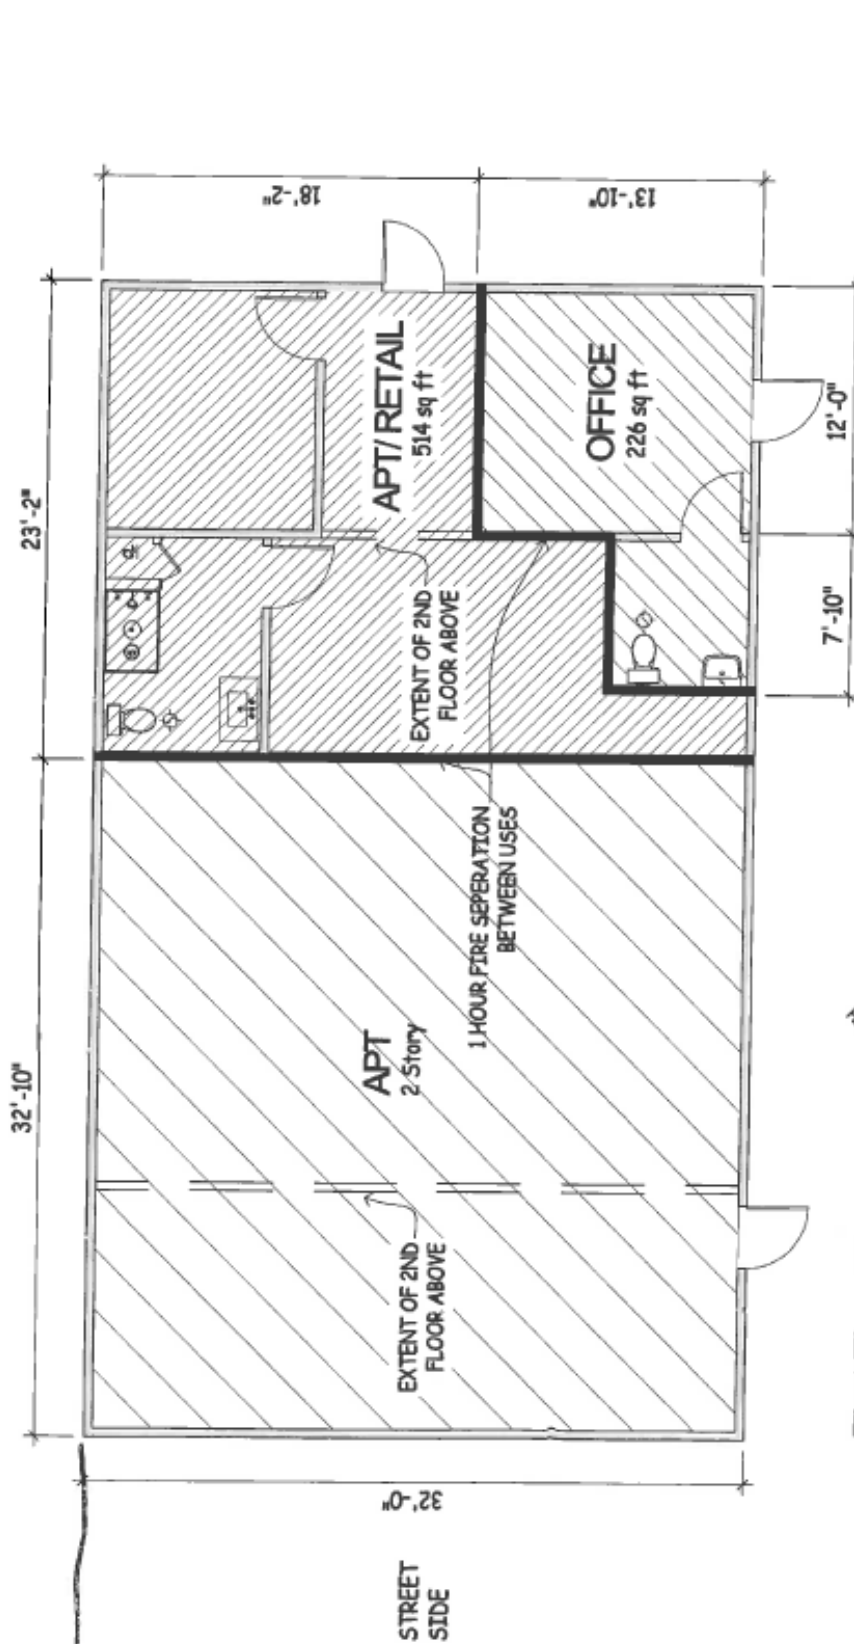 18'-2"
13'-10"
23'-2"
APT/RETAIL
514 sq ft
OFFICE
226 sq ft
12'-0"
7'-10"
EXTENT OF 2ND
FLOOR ABOVE
1 HOUR FIRE SEPERATION
BETWEEN USES
32'-10"
APT
2 Story
EXTENT OF 2ND
FLOOR ABOVE
32'-0"
STREET
SIDE